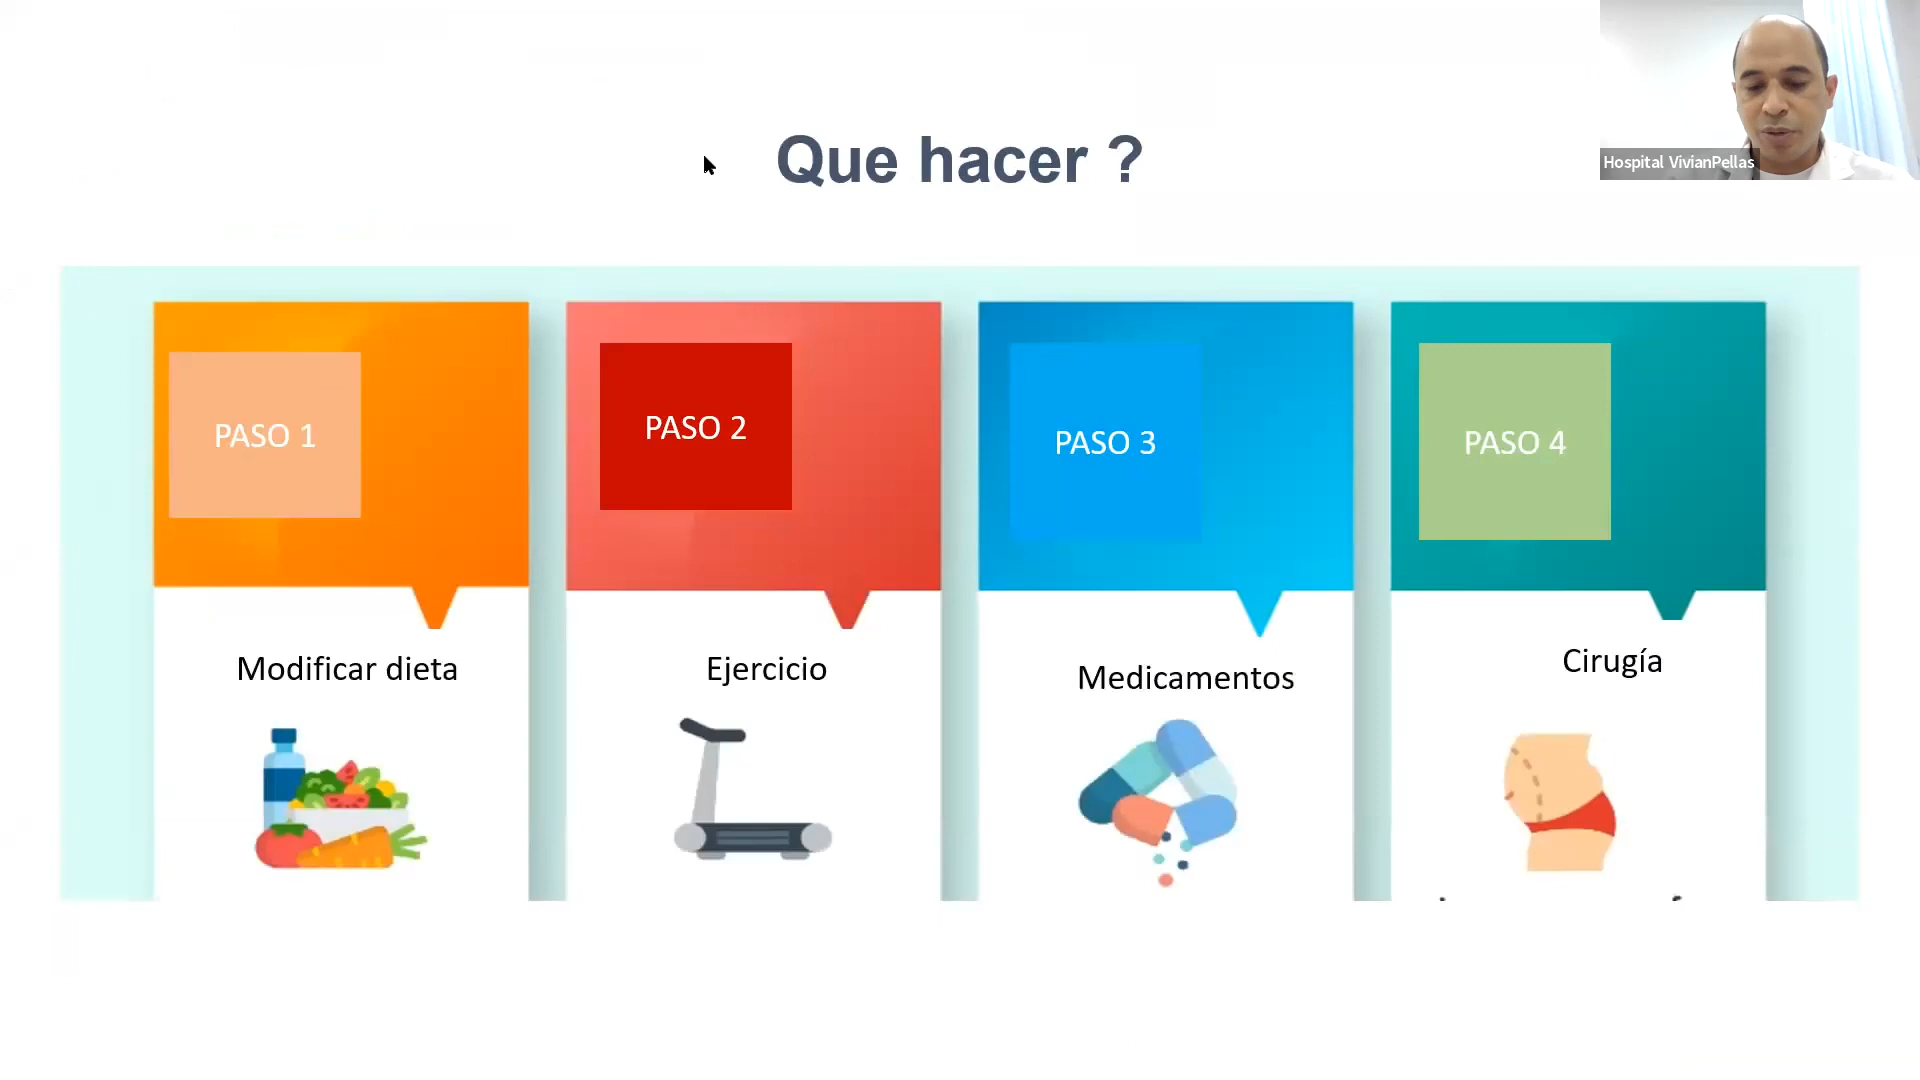 Que hacer ?
Hospital VivianPellas
PASO 1
PASO 2
PASO 3
PASO 4
Modificar dieta
Ejercicio
Medicamentos
Cirugía